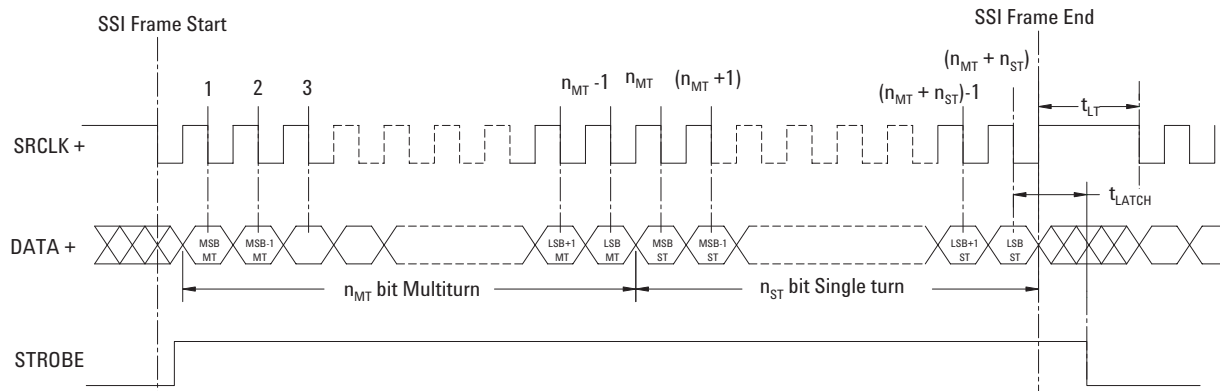 SSI Frame Start
SSI Frame End
1 2 3 n_MT -1 n_MT (n_MT +1) (n_MT + n_ST)-1 (n_MT + n_ST)
t_LT
SRCLK +
t_LATCH
DATA +
MSB MT
MSB-1 MT
LSB+1 MT
LSB MT
MSB ST
MSB-1 ST
LSB+1 ST
LSB ST
n_MT bit Multiturn
n_ST bit Single turn
STROBE